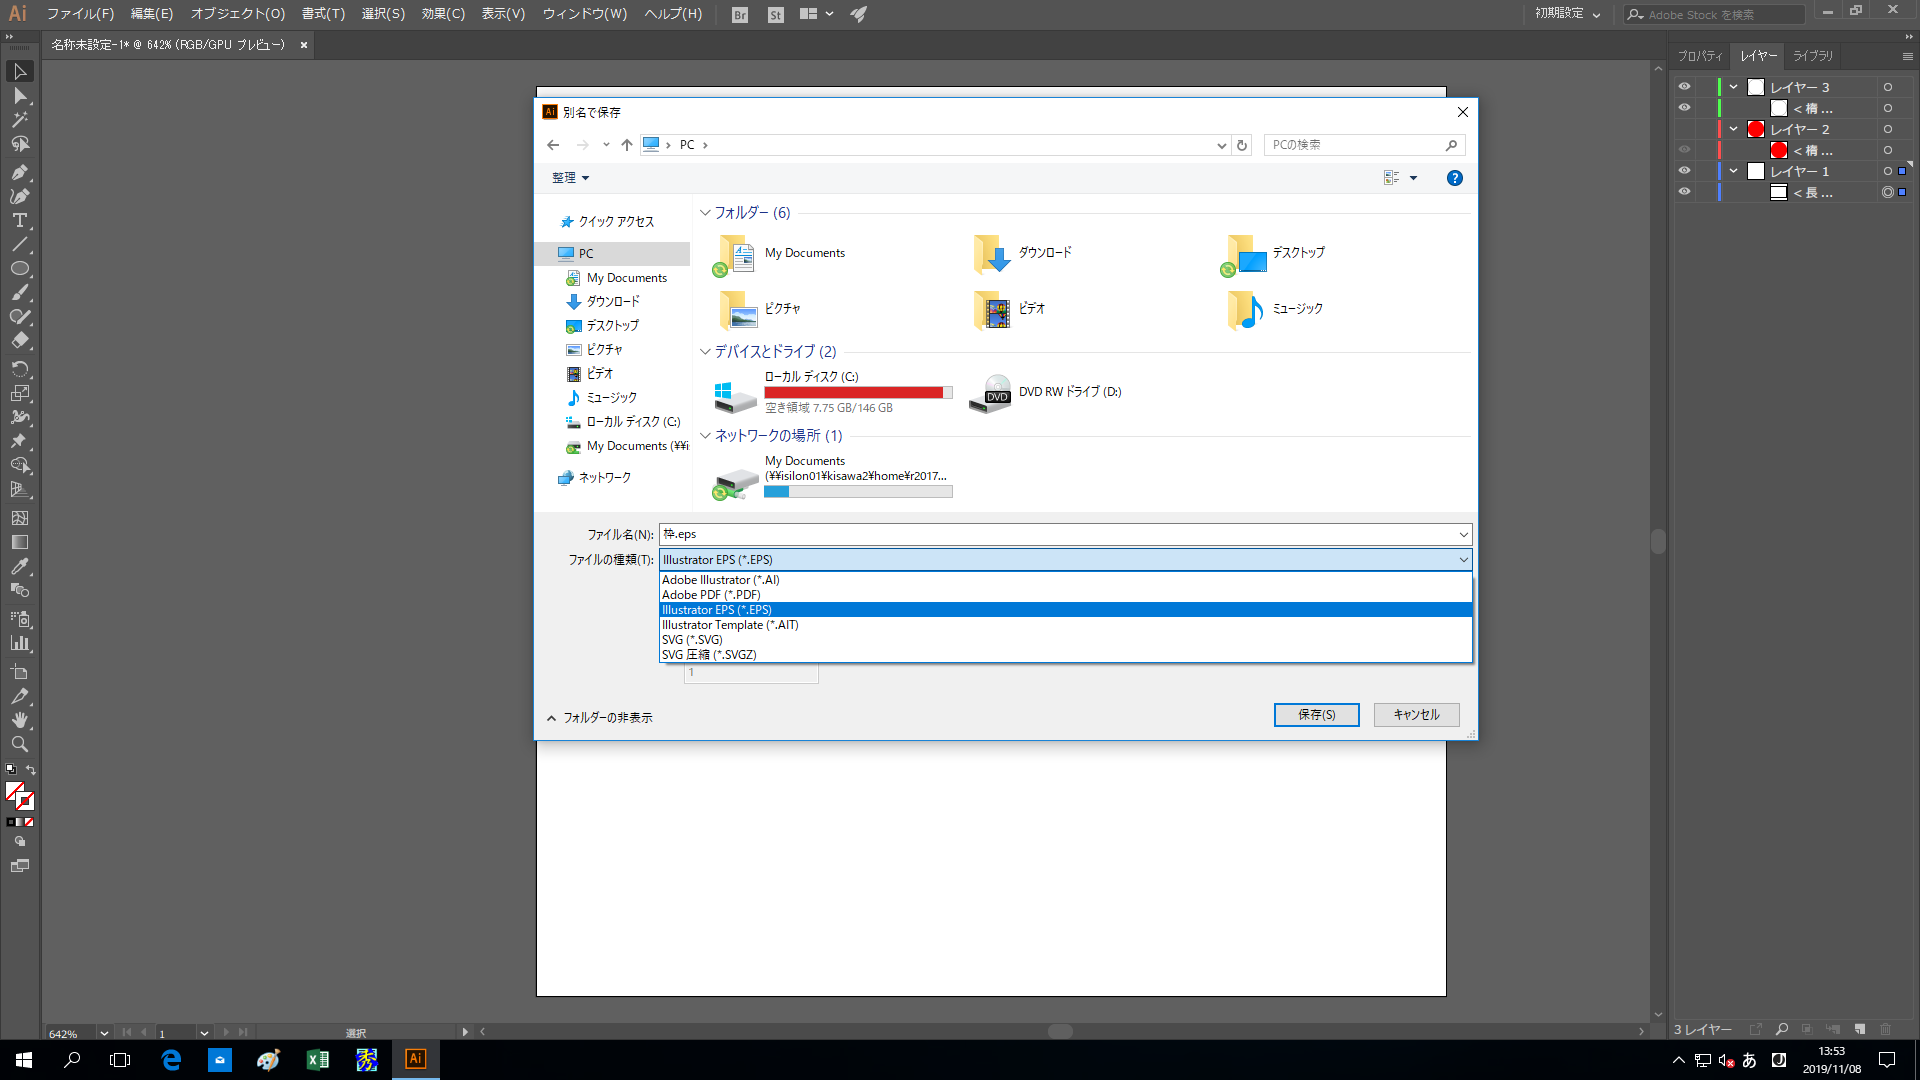 Ai
ファイル(F) 編集(E) オブジェクト(O) 書式(T) 選択(S) 効果(C) 表示(V) ウィンドウ(W) ヘルプ(H)
Br
St
初期設定
Adobe Stock を検索
名称未設定-1* @ 642% (RGB/GPU プレビュー)
プロパティ レイヤー ライブラリ
レイヤー 3
< 楕 ...
レイヤー 2
< 楕 ...
レイヤー 1
< 長 ...
Ai 別名で保存
PC
PCの検索
整理
クイック アクセス
PC
My Documents
ダウンロード
デスクトップ
ピクチャ
ビデオ
ミュージック
ローカル ディスク (C:)
My Documents (¥¥i
ネットワーク
フォルダー (6)
My Documents
ダウンロード
デスクトップ
ピクチャ
ビデオ
ミュージック
デバイスとドライブ (2)
ローカル ディスク (C:)
空き領域 7.75 GB/146 GB
DVD
DVD RW ドライブ (D:)
ネットワークの場所 (1)
My Documents
(¥¥isilon01¥kisawa2¥home¥r2017...
ファイル名(N): 枠.eps
ファイルの種類(T): Illustrator EPS (*.EPS)
Adobe Illustrator (*.AI)
Adobe PDF (*.PDF)
Illustrator EPS (*.EPS)
Illustrator Template (*.AIT)
SVG (*.SVG)
SVG 圧縮 (*.SVGZ)
1
フォルダーの非表示
保存(S)
キャンセル
642%
1
選択
3 レイヤー
Ai
あ
13:53
2019/11/08